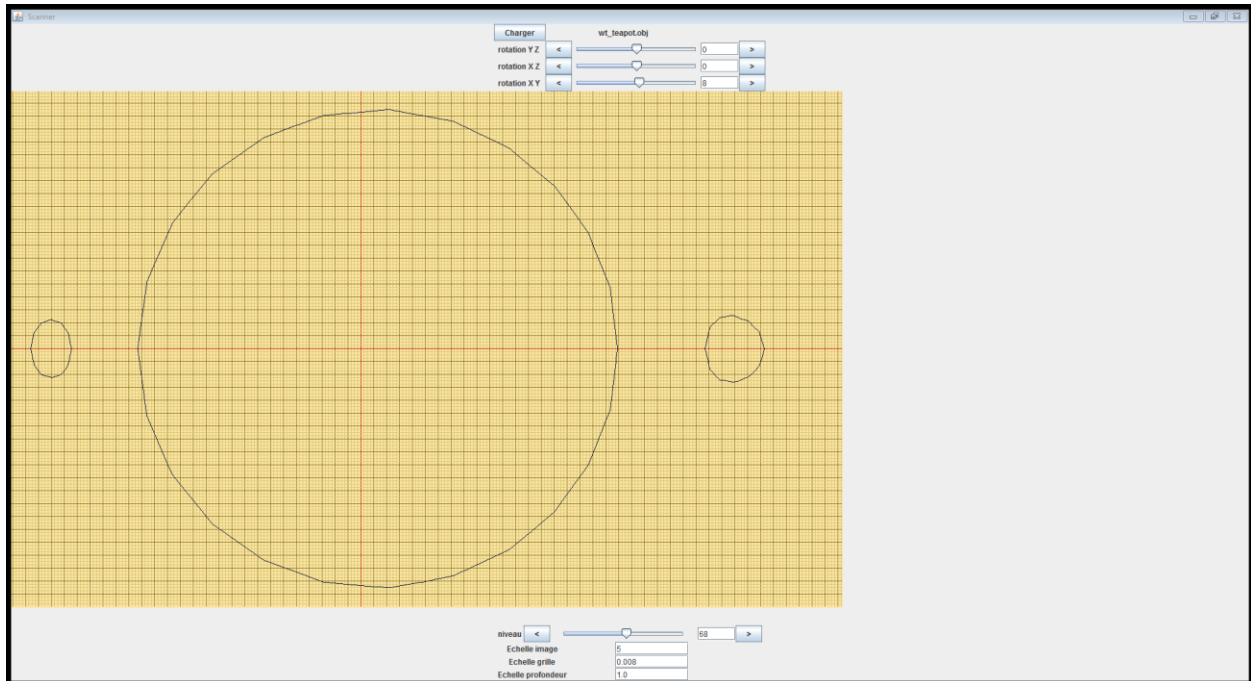 Scanner
Charger wt_teapot.obj
rotation Y Z < 0 >
rotation X Z < 0 >
rotation X Y < 8 >
niveau < 68 >
Echelle image 5
Echelle grille 0.008
Echelle profondeur 1.0